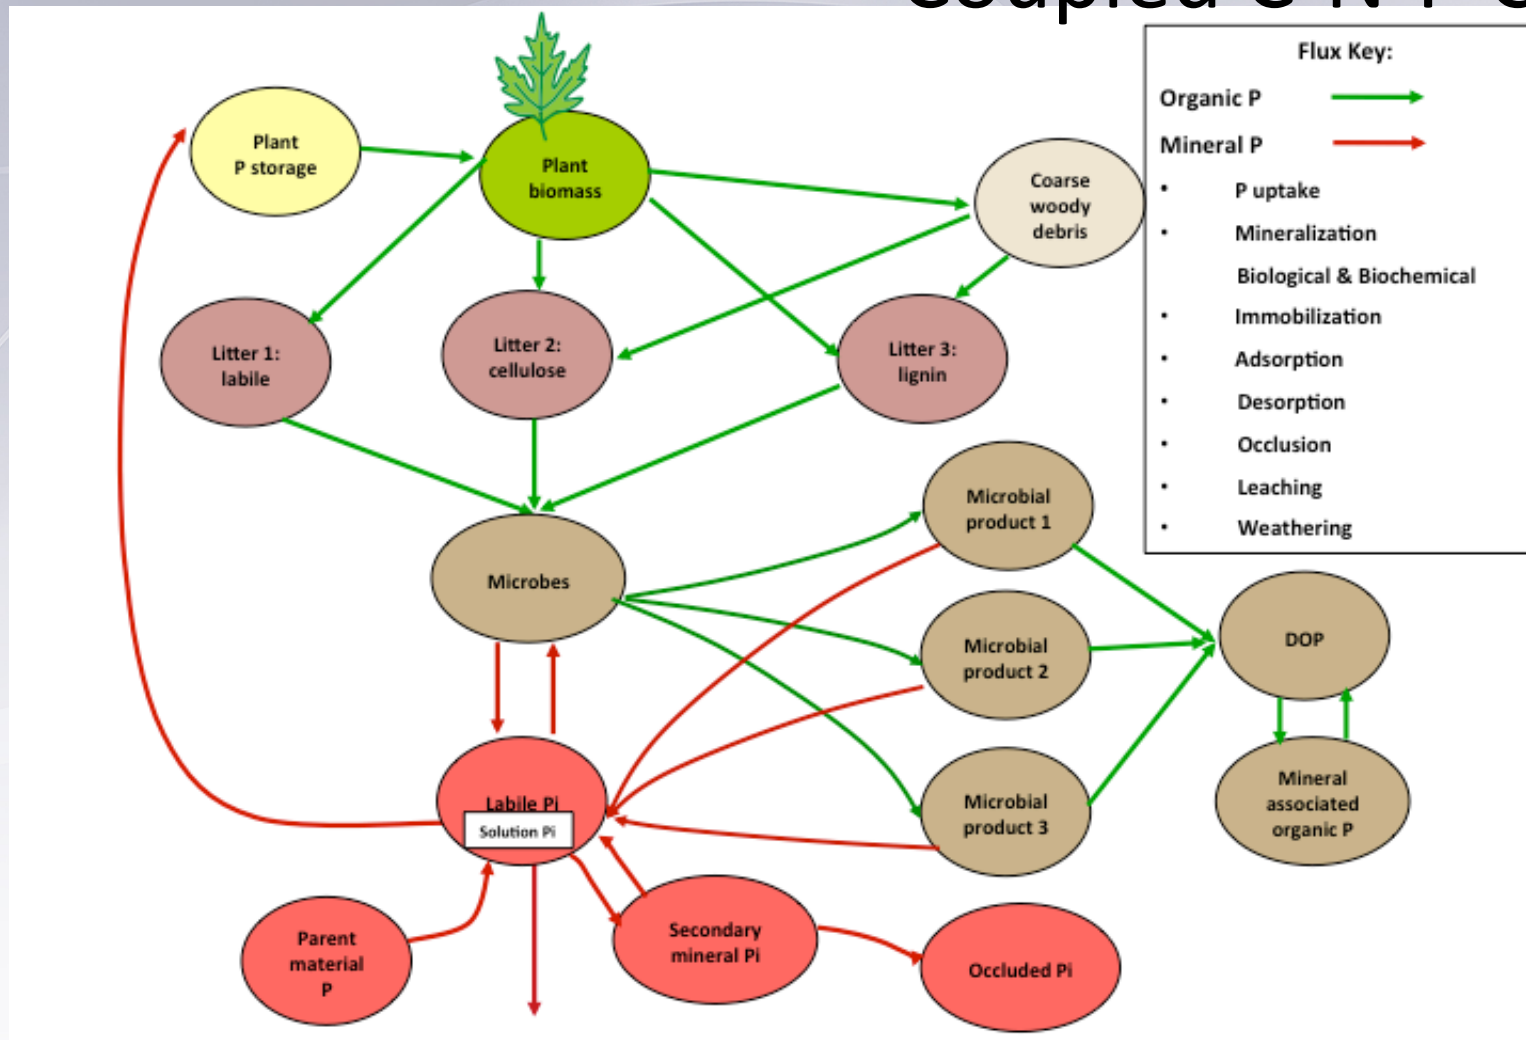 Coupled C-N-P
Flux Key:
Organic P
Mineral P
• P uptake
• Mineralization
Biological & Biochemical
• Immobilization
• Adsorption
• Desorption
• Occlusion
• Leaching
• Weathering
Plant
P storage
Plant
biomass
Coarse
woody
debris
Litter 1:
labile
Litter 2:
cellulose
Litter 3:
lignin
Microbes
Microbial
product 1
Microbial
product 2
Microbial
product 3
DOP
Mineral
associated
organic P
Labile Pi
Solution Pi
Parent
material
P
Secondary
mineral Pi
Occluded Pi